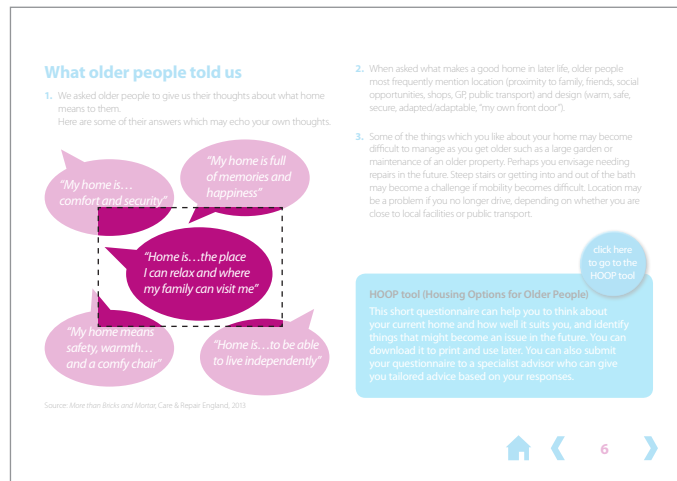 What older people told us
1. We asked older people to give us their thoughts about what home
means to them.
Here are some of their answers which may echo your own thoughts.
“My home is…
comfort and security”
“My home is full
of memories and
happiness”
“Home is…the place
I can relax and where
my family can visit me”
“My home means
safety, warmth…
and a comfy chair”
“Home is…to be able
to live independently”
Source: More than Bricks and Mortar, Care & Repair England, 2013
2. When asked what makes a good home in later life, older people
most frequently mention location (proximity to family, friends, social
opportunities, shops, GP, public transport) and design (warm, safe,
secure, adapted/adaptable, “my own front door”).
3. Some of the things which you like about your home may become
difficult to manage as you get older such as a large garden or
maintenance of an older property. Perhaps you envisage needing
repairs in the future. Steep stairs or getting into and out of the bath
may become a challenge if mobility becomes difficult. Location may
be a problem if you no longer drive, depending on whether you are
close to local facilities or public transport.
click here
to go to the
HOOP tool
HOOP tool (Housing Options for Older People)
This short questionnaire can help you to think about
your current home and how well it suits you, and identify
things that might become an issue in the future. You can
download it to print and use later. You can also submit
your questionnaire to a specialist advisor who can give
you tailored advice based on your responses.
6